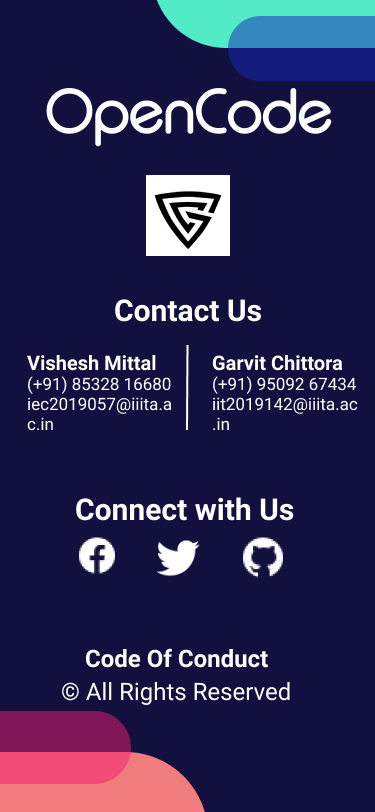 OpenCode
Contact Us
Vishesh Mittal
(+91) 85328 16680
iec2019057@iiita.a
c.in
Garvit Chittora
(+91) 95092 67434
iit2019142@iiita.ac
.in
Connect with Us
Code Of Conduct
© All Rights Reserved